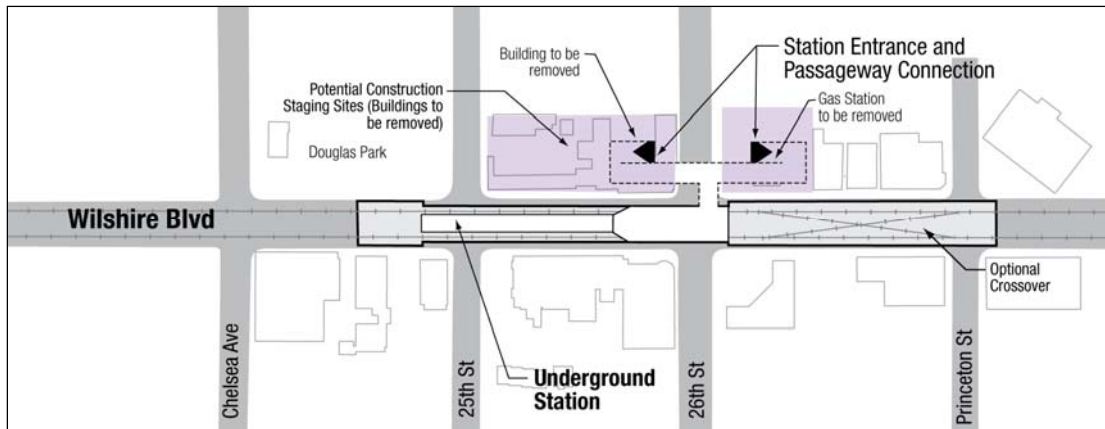 Building to be
removed
Station Entrance and
Passageway Connection
Potential Construction
Staging Sites (Buildings to
be removed)
Gas Station
to be removed
Douglas Park
Wilshire Blvd
Optional
Crossover
Underground
Station
Chelsea Ave
25th St
26th St
Princeton St